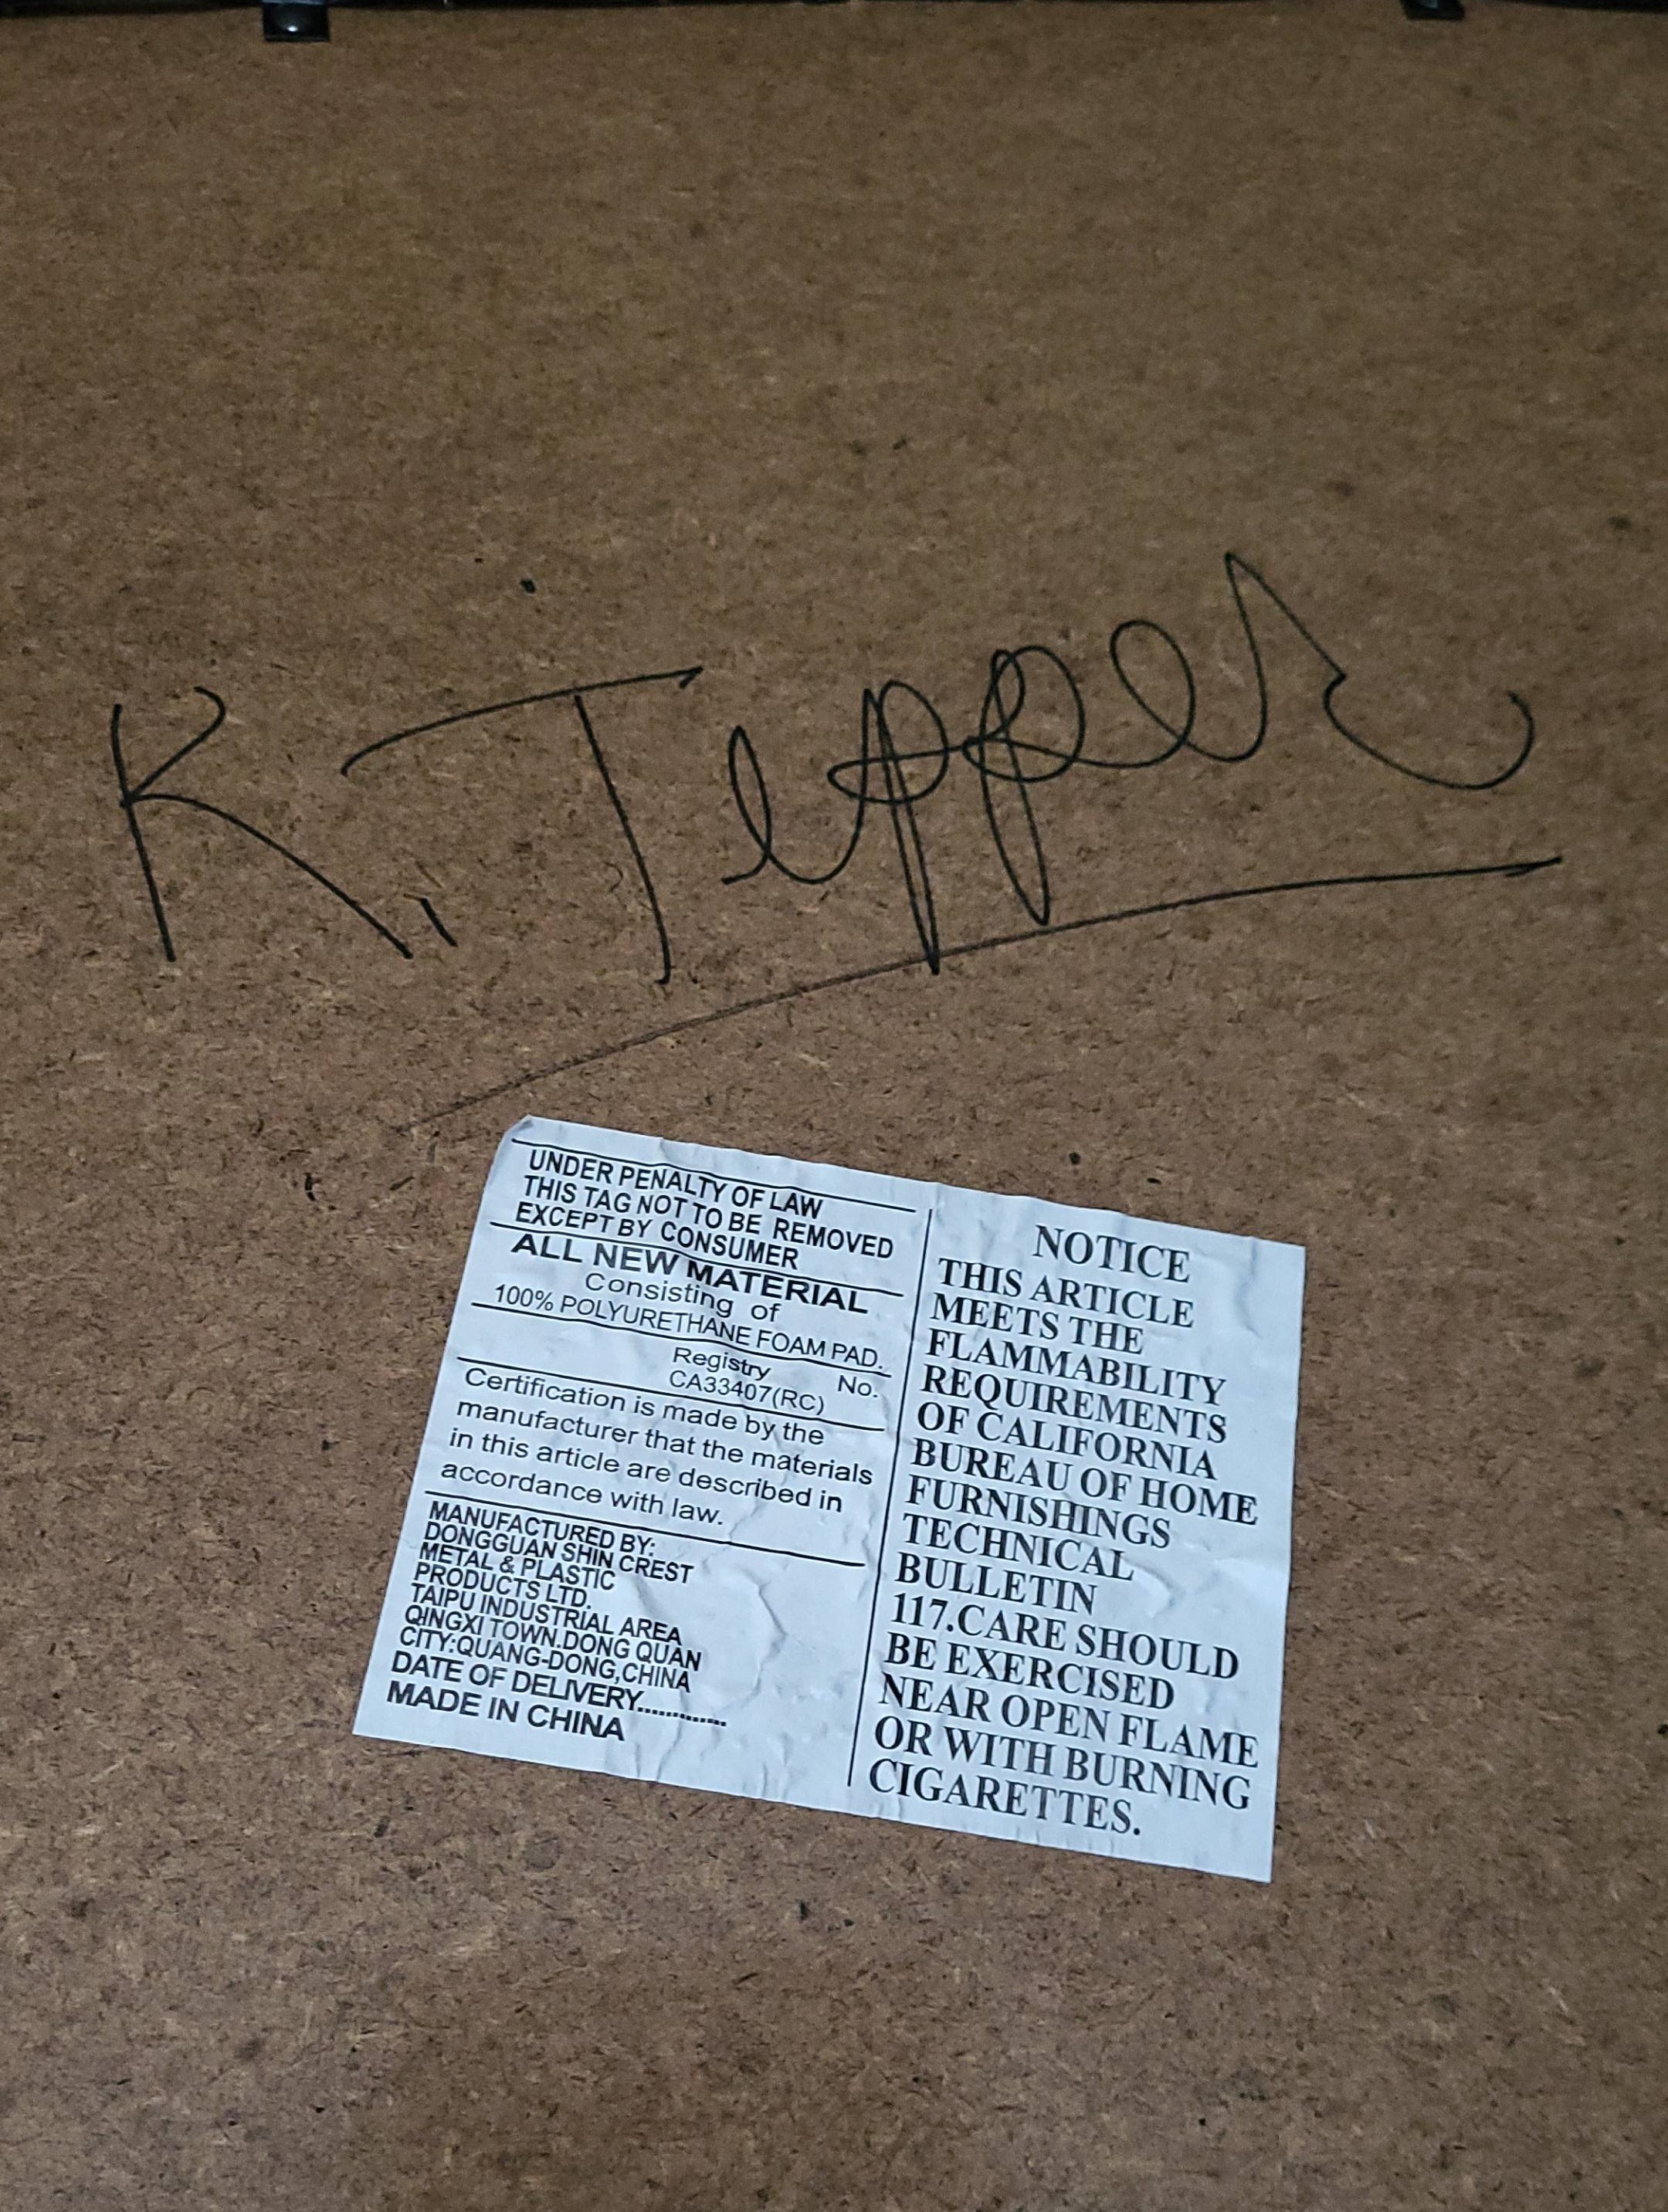 K. Tepper
UNDER PENALTY OF LAW
THIS TAG NOT TO BE REMOVED
EXCEPT BY CONSUMER
ALL NEW MATERIAL
Consisting of
100% POLYURETHANE FOAM PAD.
Registry No.
CA33407(RC)
Certification is made by the
manufacturer that the materials
in this article are described in
accordance with law.
MANUFACTURED BY:
DONGGUAN SHIN CREST
METAL & PLASTIC
PRODUCTS LTD.
TAIPU INDUSTRIAL AREA
QINGXI TOWN.DONG QUAN
CITY:QUANG-DONG,CHINA
DATE OF DELIVERY.............
MADE IN CHINA
NOTICE
THIS ARTICLE
MEETS THE
FLAMMABILITY
REQUIREMENTS
OF CALIFORNIA
BUREAU OF HOME
FURNISHINGS
TECHNICAL
BULLETIN
117.CARE SHOULD
BE EXERCISED
NEAR OPEN FLAME
OR WITH BURNING
CIGARETTES.